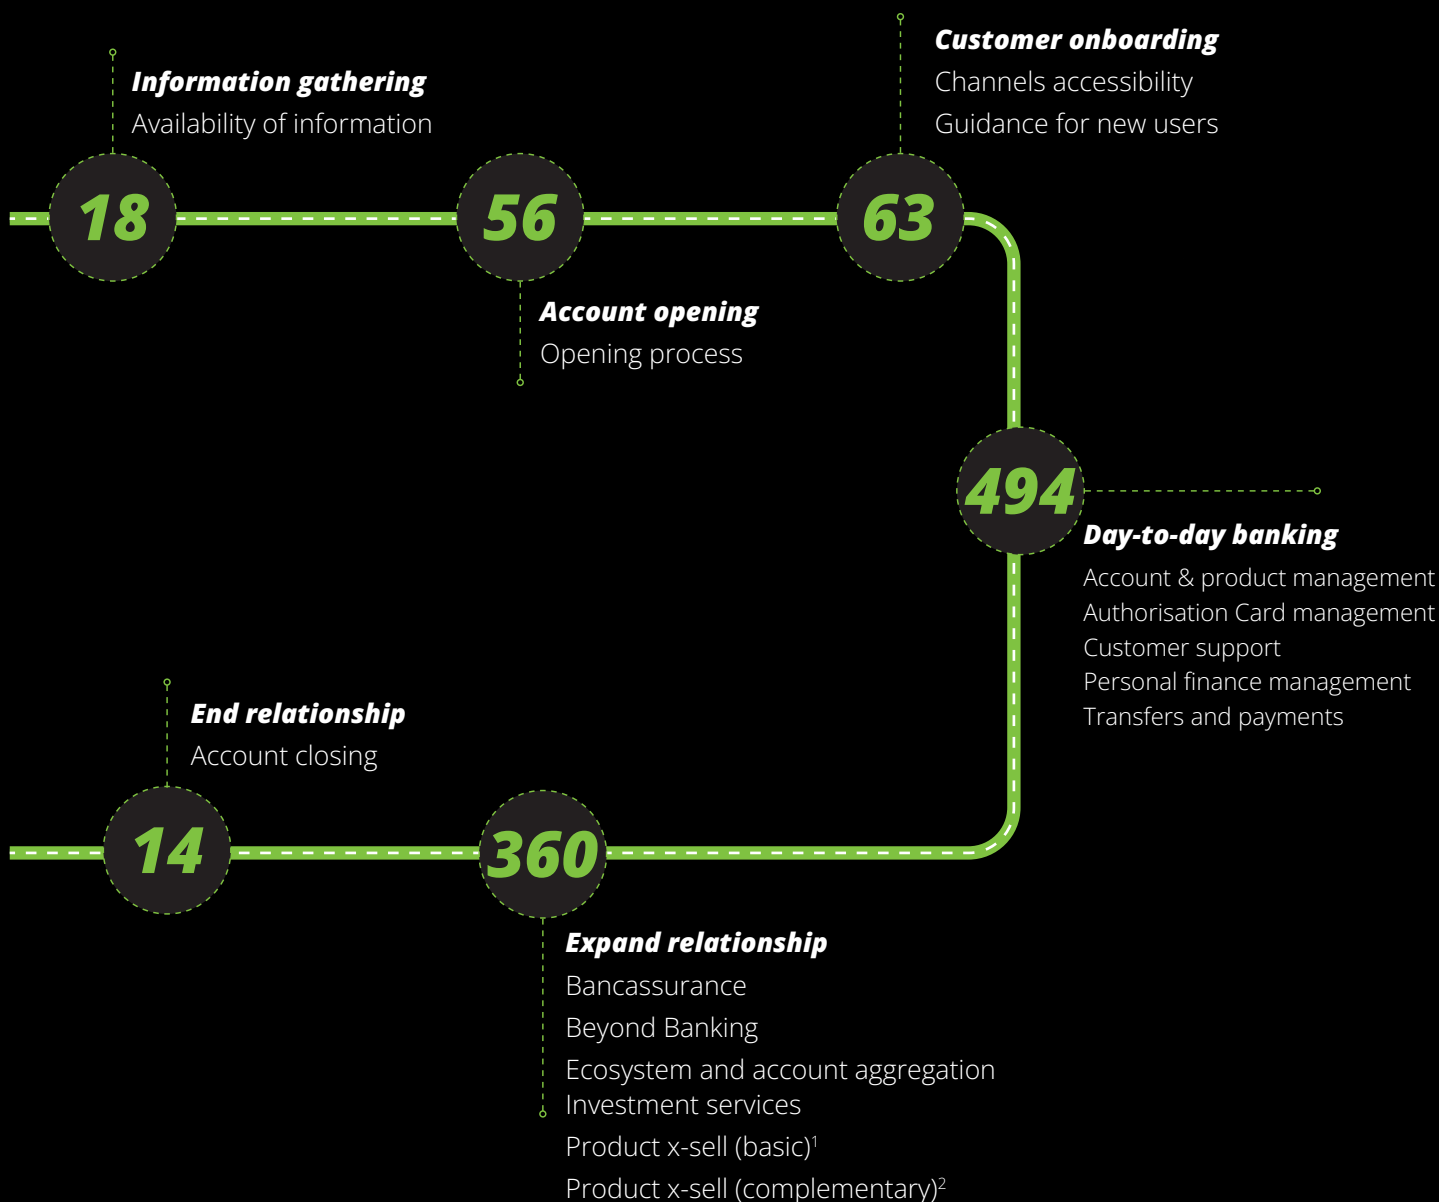 Information gathering
Availability of information
18
56
Account opening
Opening process
Customer onboarding
Channels accessibility
Guidance for new users
63
494
Day-to-day banking
Account & product management
Authorisation Card management
Customer support
Personal finance management
Transfers and payments
360
Expand relationship
Bancassurance
Beyond Banking
Ecosystem and account aggregation
Investment services
Product x-sell (basic)¹
Product x-sell (complementary)²
End relationship
Account closing
14